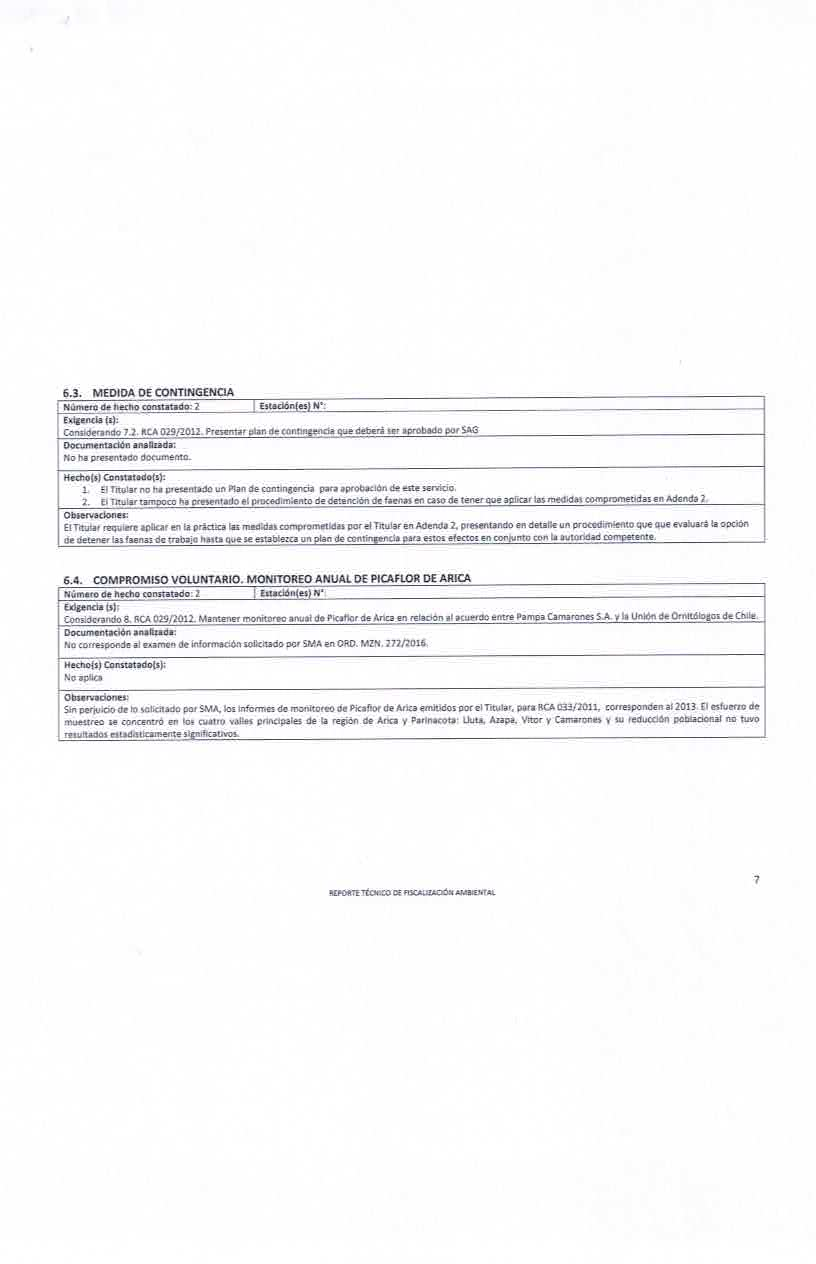 6.3. MEDIDA DE CONTINGENCIA
Número de hecho constatado: 2 Estación(es) N°:
Exigencia (s):
Considerando 7.2. RCA 029/2012. Presentar plan de contingencia que deberá ser aprobado por SAG
Documentación analizada:
No ha presentado documento.
Hecho(s) Constatado(s):
1. El Titular no ha presentado un Plan de contingencia para aprobación de este servicio.
2. El Titular tampoco ha presentado el procedimiento de detención de faenas en caso de tener que aplicar las medidas comprometidas en Adenda 2.
Observaciones:
El Titular requiere aplicar en la práctica las medidas comprometidas por el Titular en Adenda 2, presentando en detalle un procedimiento que que evaluará la opción
de detener las faenas de trabajo hasta que se establezca un plan de contingencia para estos efectos en conjunto con la autoridad competente.
6.4. COMPROMISO VOLUNTARIO. MONITOREO ANUAL DE PICAFLOR DE ARICA
Número de hecho constatado: 2 Estación(es) N°:
Exigencia (s):
Considerando 8. RCA 029/2012. Mantener monitoreo anual de Picaflor de Arica en relación al acuerdo entre Pampa Camarones S.A. y la Unión de Ornitólogos de Chile.
Documentación analizada:
No corresponde al examen de información solicitado por SMA en ORD. MZN. 272/2016.
Hecho(s) Constatado(s):
No aplica
Observaciones:
Sin perjuicio de lo solicitado por SMA, los informes de monitoreo de Picaflor de Arica emitidos por el Titular, para RCA 033/2011, corresponden al 2013. El esfuerzo de
muestreo se concentró en los cuatro valles principales de la región de Arica y Parinacota: Lluta, Azapa, Vitor y Camarones y su reducción poblacional no tuvo
resultados estadísticamente significativos.
7
REPORTE TÉCNICO DE FISCALIZACIÓN AMBIENTAL